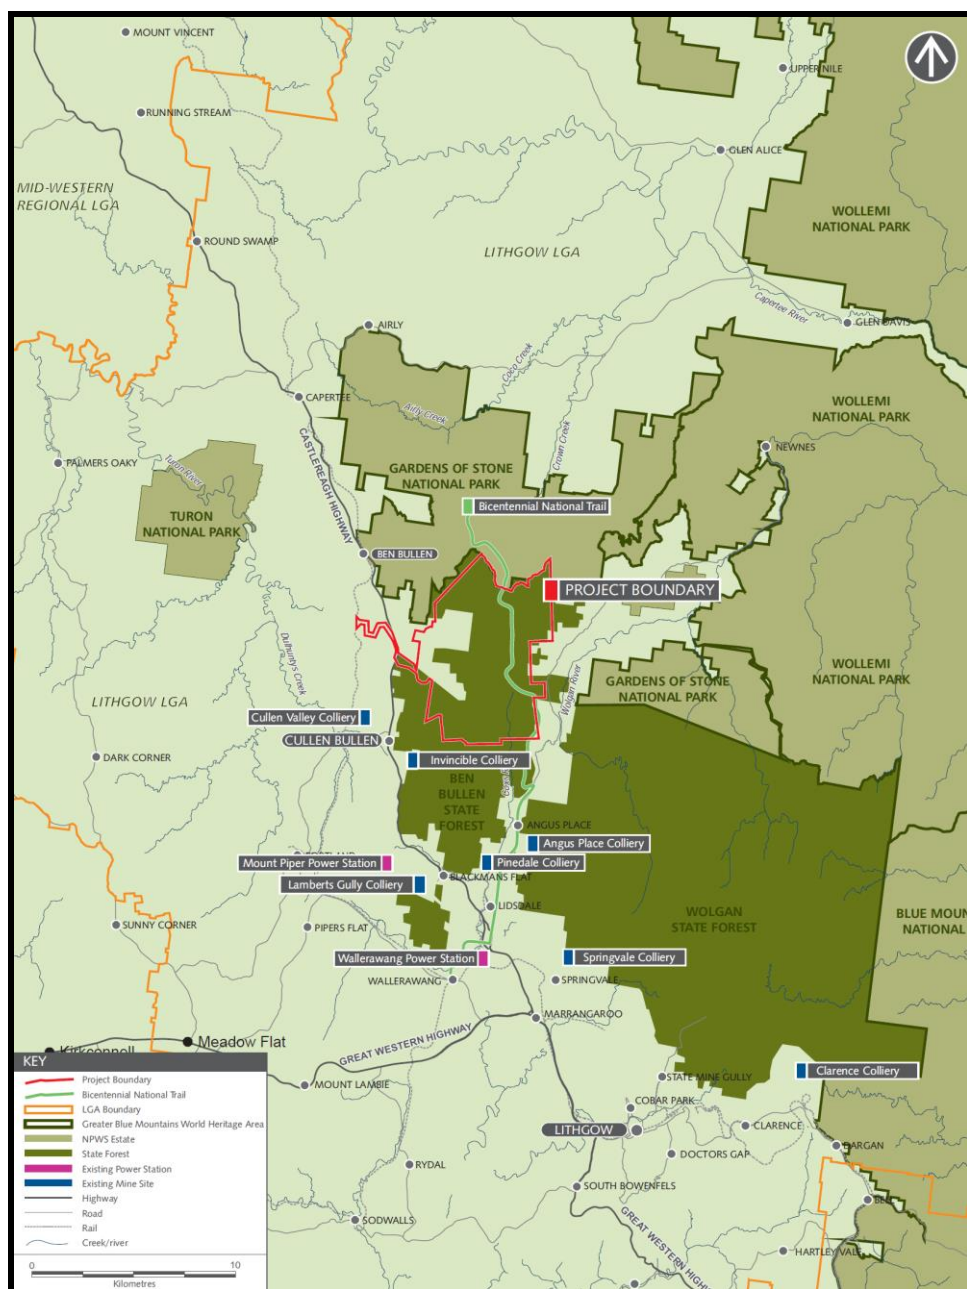 MOUNT VINCENT
UPPER NILE
RUNNING STREAM
GLEN ALICE
MID-WESTERN
REGIONAL LGA
WOLLEMI
NATIONAL PARK
ROUND SWAMP
LITHGOW LGA
Capertee River
AIRLY
GLEN DAVIS
Coco Creek
CAPERTEE
Airly Creek
WOLLEMI
NATIONAL PARK
CASTLEREAGH HIGHWAY
Crown Creek
NEWNES
PALMERS OAKY
Turon River
GARDENS OF STONE
NATIONAL PARK
Bicentennial National Trail
TURON
NATIONAL PARK
BEN BULLEN
PROJECT BOUNDARY
Dulhuntys Creek
Wolgan River
WOLLEMI
NATIONAL PARK
GARDENS OF STONE
NATIONAL PARK
LITHGOW LGA
Cullen Valley Colliery
CULLEN BULLEN
DARK CORNER
Invincible Colliery
BEN
BULLEN
STATE
FOREST
ANGUS PLACE
Angus Place Colliery
Mount Piper Power Station
Pinedale Colliery
BLACKMANS FLAT
Lamberts Gully Colliery
LIDSDALE
WOLGAN
STATE FOREST
BLUE MOUN
NATIONAL
SUNNY CORNER
PIPERS FLAT
Wallerawang Power Station
Springvale Colliery
WALLERAWANG
SPRINGVALE
MARRANGAROO
GREAT WESTERN HIGHWAY
Meadow Flat
Kirkconnell
MOUNT LAMBIE
STATE MINE GULLY
Clarence Colliery
COBAR PARK
LITHGOW
CLARENCE
DARGAN
DOCTORS GAP
RYDAL
SOUTH BOWENFELS
BELL
SODWALLS
GREAT WESTERN HIGHW
HARTLEY VALE
KEY
Project Boundary
Bicentennial National Trail
LGA Boundary
Greater Blue Mountains World Heritage Area
NPWS Estate
State Forest
Existing Power Station
Existing Mine Site
Highway
Road
Rail
Creek/river
0 10
Kilometres